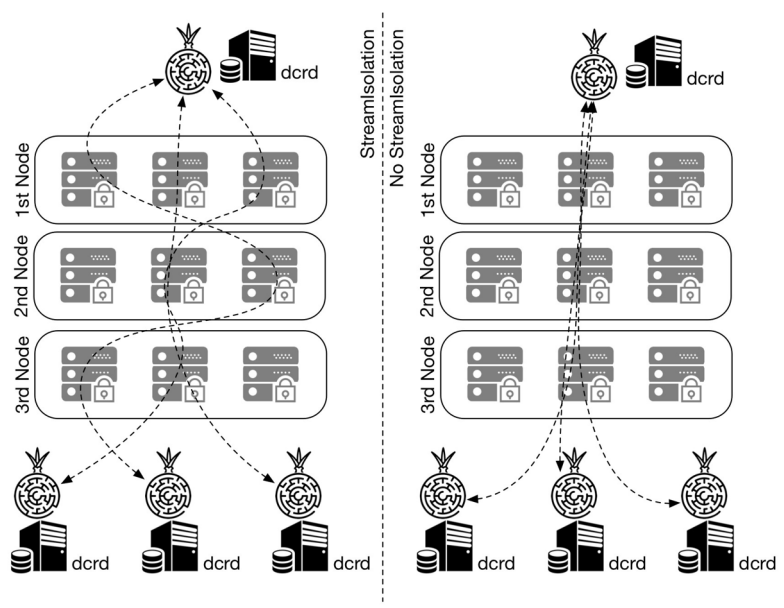 dcrd
StreamIsolation
No StreamIsolation
dcrd
1st Node
2nd Node
3rd Node
1st Node
2nd Node
3rd Node
dcrd
dcrd
dcrd
dcrd
dcrd
dcrd